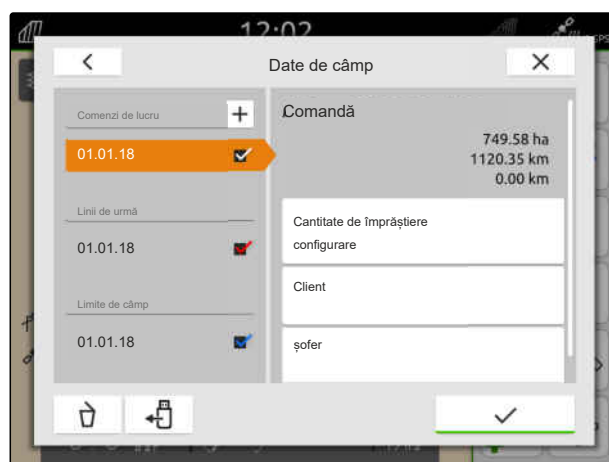 12:02
GPS
Date de câmp
Comenzi de lucru
+
Comandă
01.01.18
749.58 ha
1120.35 km
0.00 km
Linii de urmă
01.01.18
Cantitate de împrăștiere
configurare
Client
Limite de câmp
01.01.18
șofer